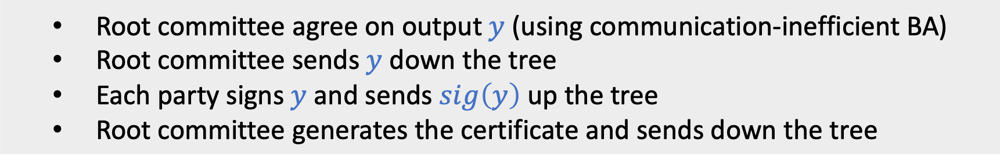 • Root committee agree on output y (using communication-inefficient BA)
• Root committee sends y down the tree
• Each party signs y and sends sig(y) up the tree
• Root committee generates the certificate and sends down the tree